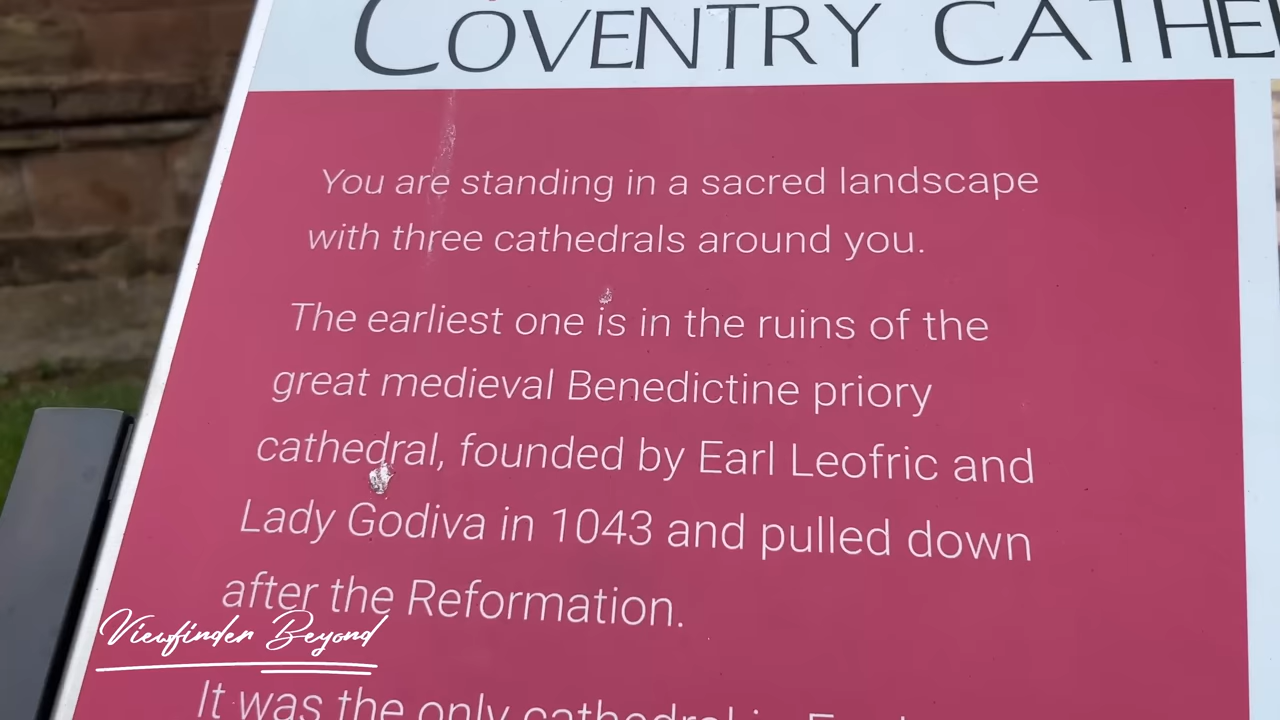 COVENTRY CATHE
You are standing in a sacred landscape
with three cathedrals around you.
The earliest one is in the ruins of the
great medieval Benedictine priory
cathedral, founded by Earl Leofric and
Lady Godiva in 1043 and pulled down
after the Reformation.
Viewfinder Beyond
It was the only cathedral in